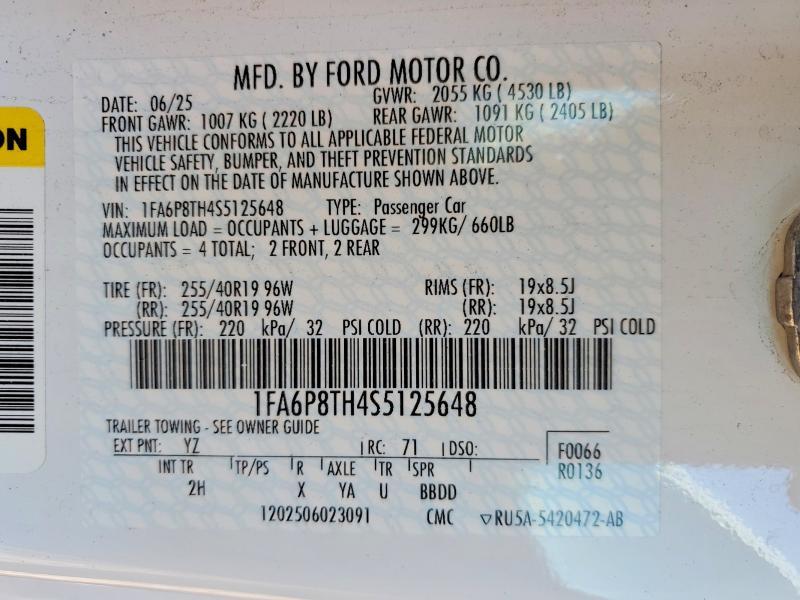 ON
MFD. BY FORD MOTOR CO.
DATE: 06/25 GVWR: 2055 KG ( 4530 LB)
FRONT GAWR: 1007 KG ( 2220 LB) REAR GAWR: 1091 KG ( 2405 LB)
THIS VEHICLE CONFORMS TO ALL APPLICABLE FEDERAL MOTOR
VEHICLE SAFETY, BUMPER, AND THEFT PREVENTION STANDARDS
IN EFFECT ON THE DATE OF MANUFACTURE SHOWN ABOVE.
VIN: 1FA6P8TH4S5125648 TYPE: Passenger Car
MAXIMUM LOAD = OCCUPANTS + LUGGAGE = 299KG/ 660LB
OCCUPANTS = 4 TOTAL; 2 FRONT, 2 REAR
TIRE (FR): 255/40R19 96W RIMS (FR): 19x8.5J
(RR): 255/40R19 96W (RR): 19x8.5J
PRESSURE (FR): 220 kPa/ 32 PSI COLD (RR): 220 kPa/ 32 PSI COLD
1FA6P8TH4S5125648
TRAILER TOWING - SEE OWNER GUIDE
EXT PNT: YZ RC: 71 DSO: F0066
R0136
INT TR TP/PS R AXLE TR SPR
2H X YA U BBDD
1202506023091 CMC ▽RU5A-5420472-AB